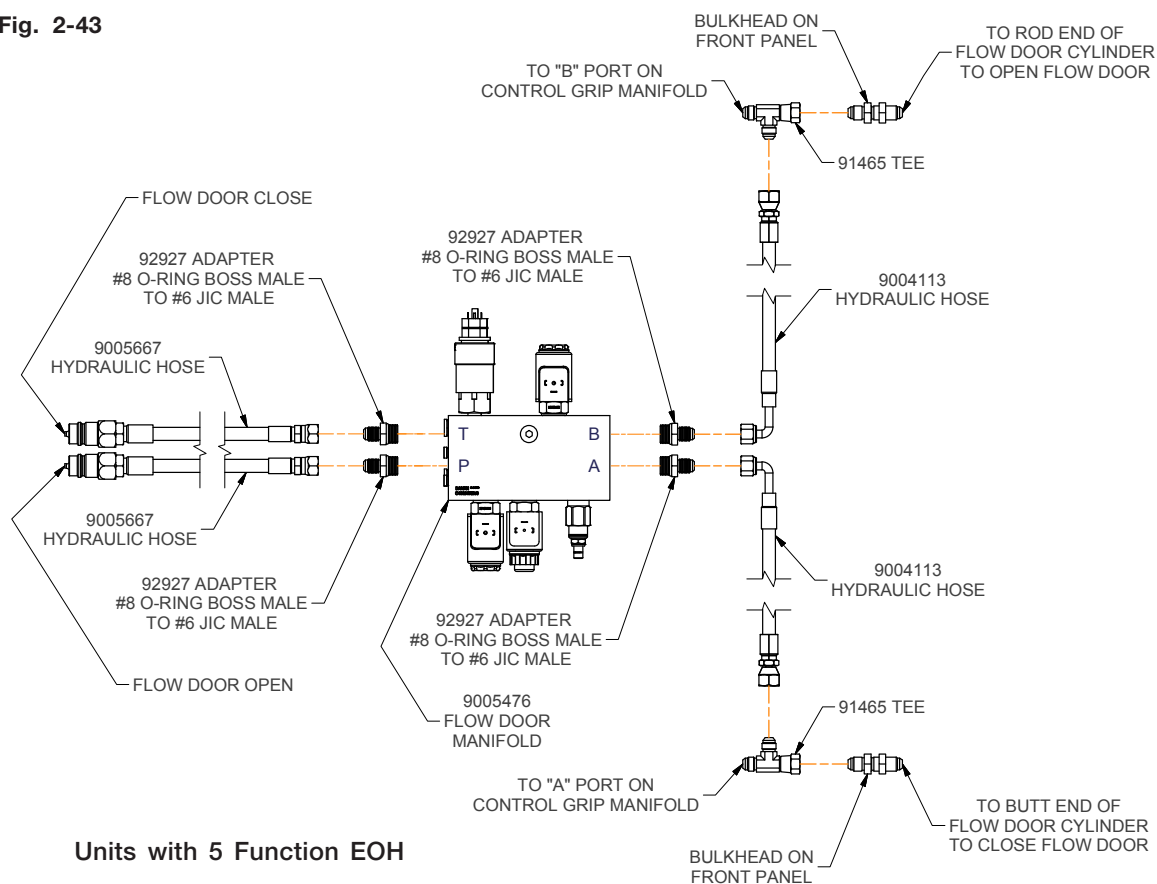 Fig. 2-43
BULKHEAD ON
FRONT PANEL
TO ROD END OF
FLOW DOOR CYLINDER
TO OPEN FLOW DOOR
TO "B" PORT ON
CONTROL GRIP MANIFOLD
91465 TEE
FLOW DOOR CLOSE
92927 ADAPTER
#8 O-RING BOSS MALE
TO #6 JIC MALE
92927 ADAPTER
#8 O-RING BOSS MALE
TO #6 JIC MALE
9004113
HYDRAULIC HOSE
9005667
HYDRAULIC HOSE
T
B
P
A
9005667
HYDRAULIC HOSE
92927 ADAPTER
#8 O-RING BOSS MALE
TO #6 JIC MALE
9004113
HYDRAULIC HOSE
92927 ADAPTER
#8 O-RING BOSS MALE
TO #6 JIC MALE
FLOW DOOR OPEN
9005476
FLOW DOOR
MANIFOLD
91465 TEE
TO "A" PORT ON
CONTROL GRIP MANIFOLD
TO BUTT END OF
FLOW DOOR CYLINDER
TO CLOSE FLOW DOOR
BULKHEAD ON
FRONT PANEL
Units with 5 Function EOH